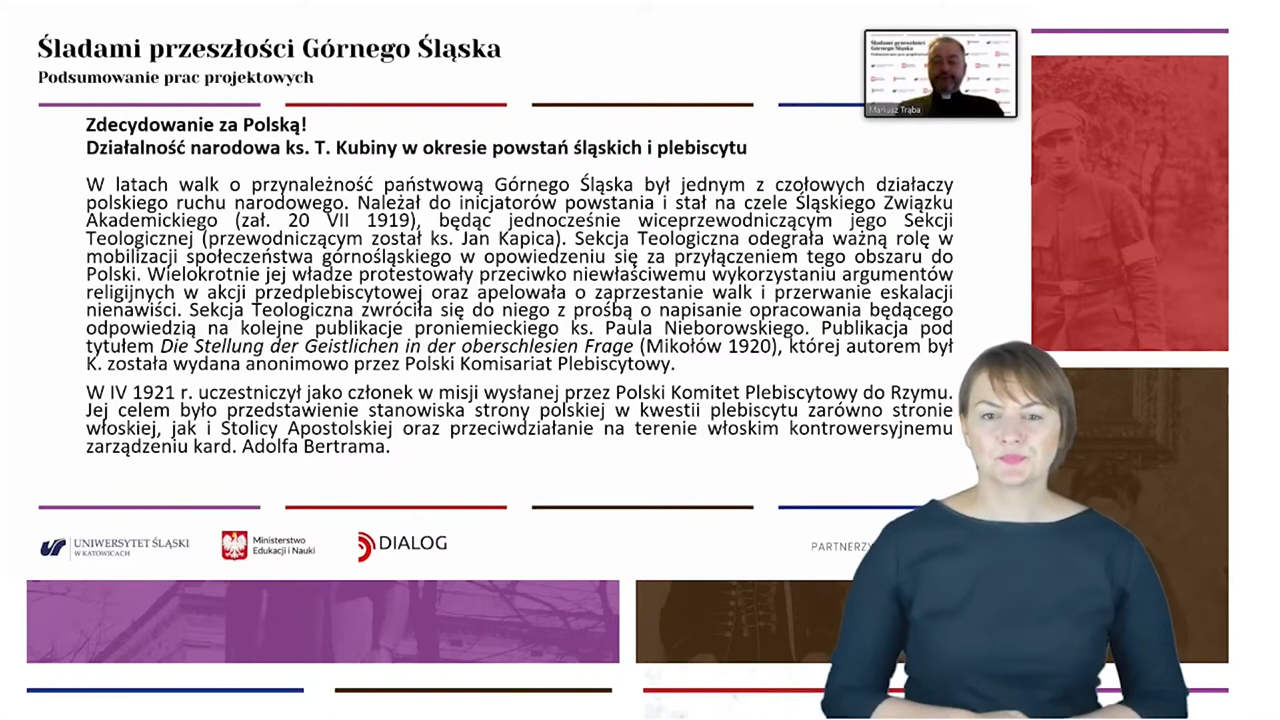 Śladami przeszłości Górnego Śląska
Podsumowanie prac projektowych
Mariusz Trąba
Zdecydowanie za Polską!
Działalność narodowa ks. T. Kubiny w okresie powstań śląskich i plebiscytu
W latach walk o przynależność państwową Górnego Śląska był jednym z czołowych działaczy
polskiego ruchu narodowego. Należał do inicjatorów powstania i stał na czele Śląskiego Związku
Akademickiego (zał. 20 VII 1919), będąc jednocześnie wiceprzewodniczącym jego Sekcji
Teologicznej (przewodniczącym został ks. Jan Kapica). Sekcja Teologiczna odegrała ważną rolę w
mobilizacji społeczeństwa górnośląskiego w opowiedzeniu się za przyłączeniem tego obszaru do
Polski. Wielokrotnie jej władze protestowały przeciwko niewłaściwemu wykorzystaniu argumentów
religijnych w akcji przedplebiscytowej oraz apelowała o zaprzestanie walk i przerwanie eskalacji
nienawiści. Sekcja Teologiczna zwróciła się do niego z prośbą o napisanie opracowania będącego
odpowiedzią na kolejne publikacje proniemieckiego ks. Paula Nieborowskiego. Publikacja pod
tytułem Die Stellung der Geistlichen in der oberschlesien Frage (Mikołów 1920), której autorem był
K. została wydana anonimowo przez Polski Komisariat Plebiscytowy.
W IV 1921 r. uczestniczył jako członek w misji wysłanej przez Polski Komitet Plebiscytowy do Rzymu.
Jej celem było przedstawienie stanowiska strony polskiej w kwestii plebiscytu zarówno stronie
włoskiej, jak i Stolicy Apostolskiej oraz przeciwdziałanie na terenie włoskim kontrowersyjnemu
zarządzeniu kard. Adolfa Bertrama.
UNIWERSYTET ŚLĄSKI
W KATOWICACH
Ministerstwo
Edukacji i Nauki
DIALOG
PARTNERZY